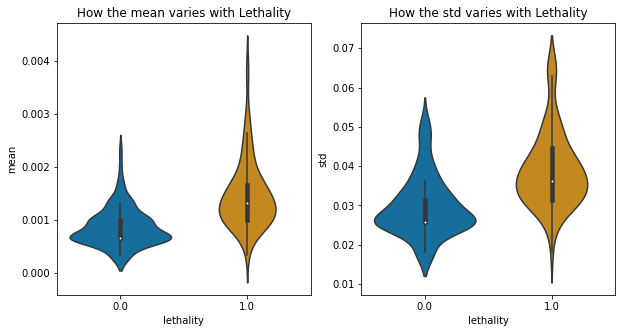 How the mean varies with Lethality
How the std varies with Lethality
mean
0.004
0.003
0.002
0.001
0.000
0.0
1.0
lethality
std
0.07
0.06
0.05
0.04
0.03
0.02
0.01
0.0
1.0
lethality